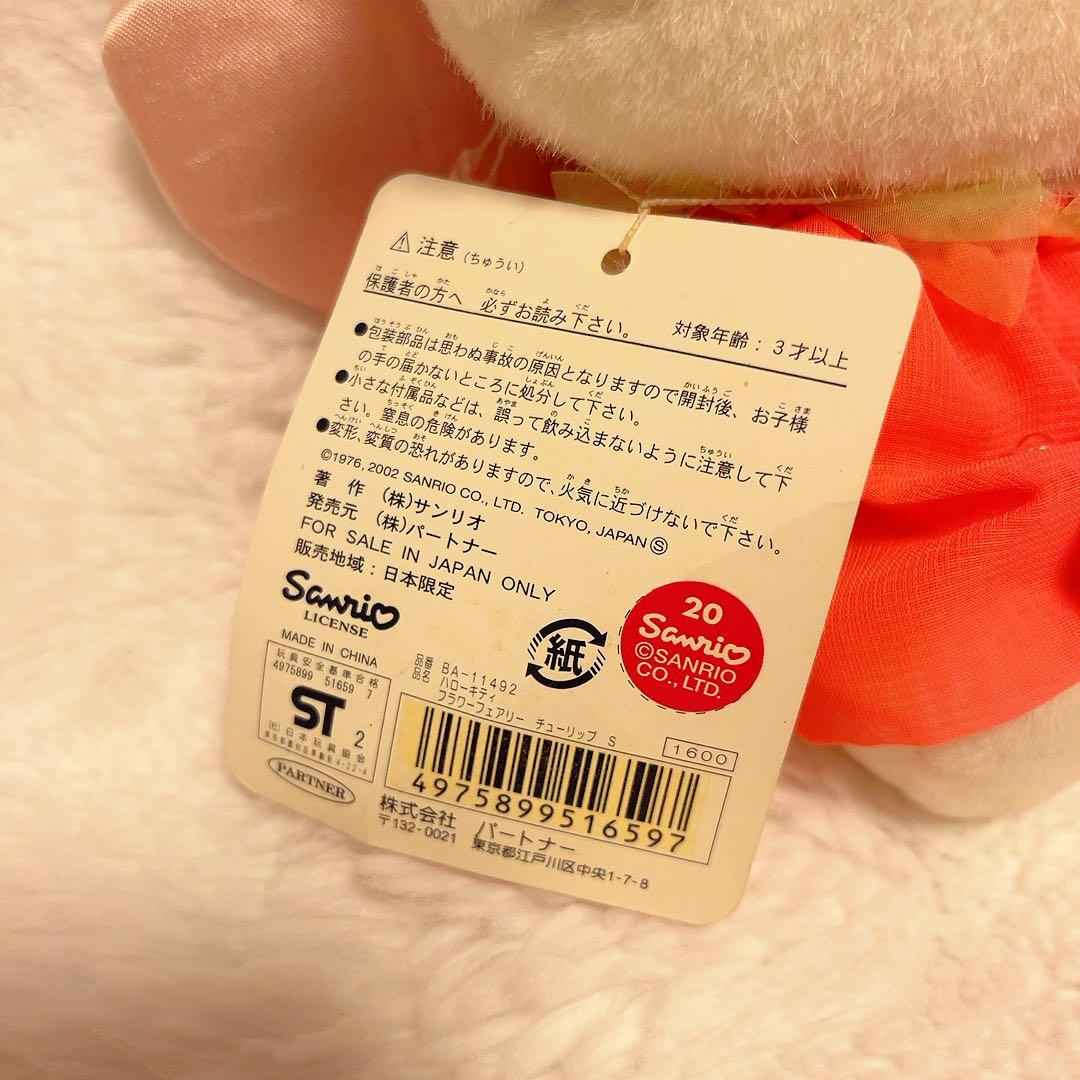 ⚠ 注意 (ちゅうい)
保護者の方へ 必ずお読み下さい。 対象年齢：３才以上
●包装部品は思わぬ事故の原因となりますので開封後、お子様
の手の届かないところに処分して下さい。
●小さな付属品などは、誤って飲み込まないように注意して下
さい。窒息の危険があります。
●変形、変質の恐れがありますので、火気に近づけないで下さい。
©1976, 2002 SANRIO CO., LTD. TOKYO, JAPAN Ⓢ
著 作 (株)サンリオ
発売元 (株)パートナー
FOR SALE IN JAPAN ONLY
販売地域：日本限定
Sanrio
LICENSE
MADE IN CHINA
玩具安全基準合格
4975899 51659 7
ST 2
(社)日本玩具協会
4-22-4
PARTNER
紙
20
Sanrio
©SANRIO
CO., LTD.
品番 BA-11492
品名 ハローキティ
フラワーフェアリー チューリップ S
1600
4975899516597
株式会社 パートナー
〒132-0021 東京都江戸川区中央1-7-8